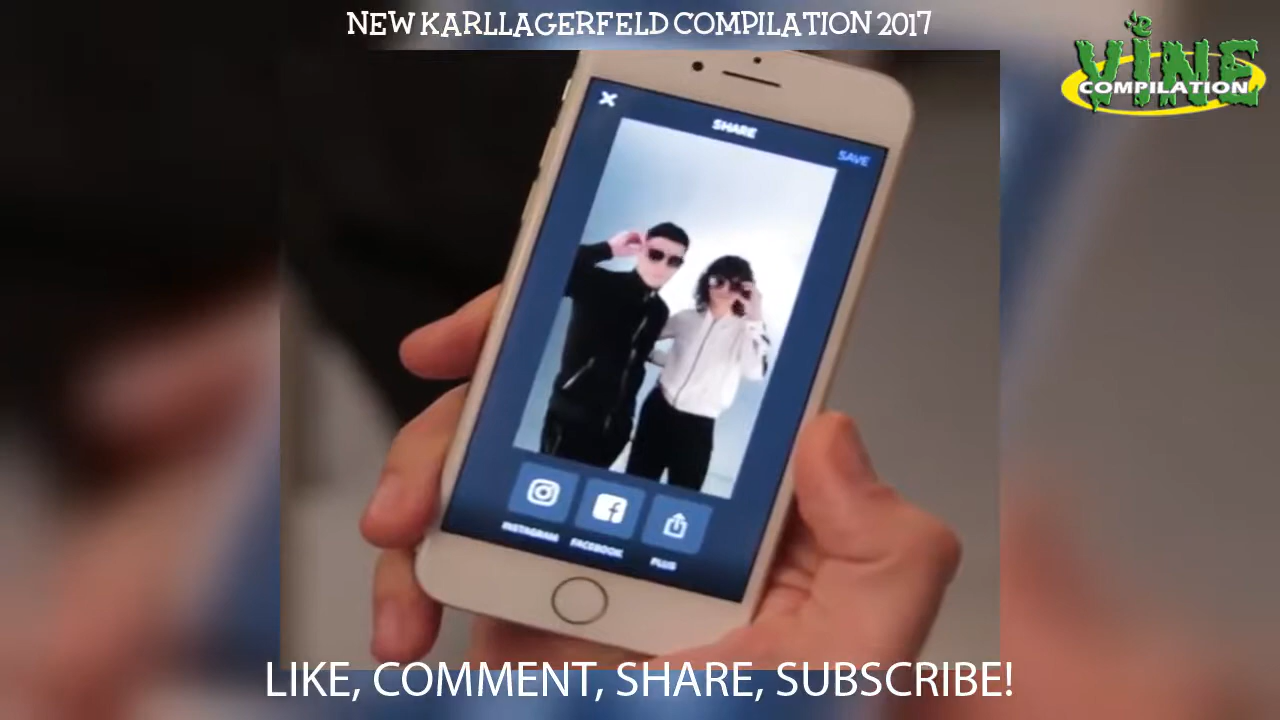 NEW KARLLAGERFELD COMPILATION 2017
VINE
COMPILATION
SHARE
SAVE
INSTAGRAM
FACEBOOK
PLUS
LIKE, COMMENT, SHARE, SUBSCRIBE!